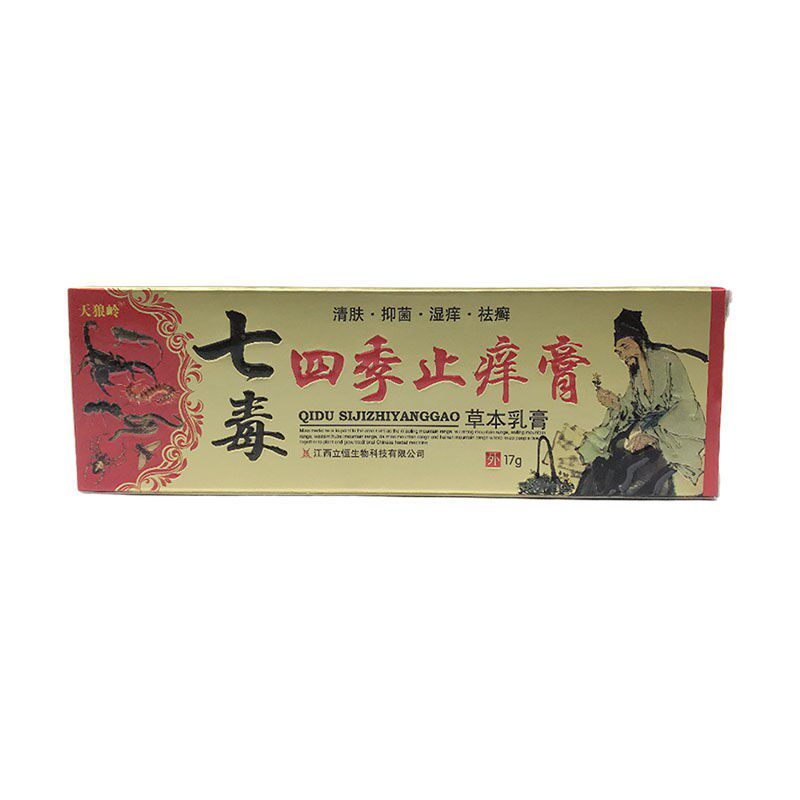 天狼岭
清肤·抑菌·湿痒·祛癣
七毒
四季止痒膏
QIDU SIJIZHIYANGGAO 草本乳膏
江西立恒生物科技有限公司
外 17g